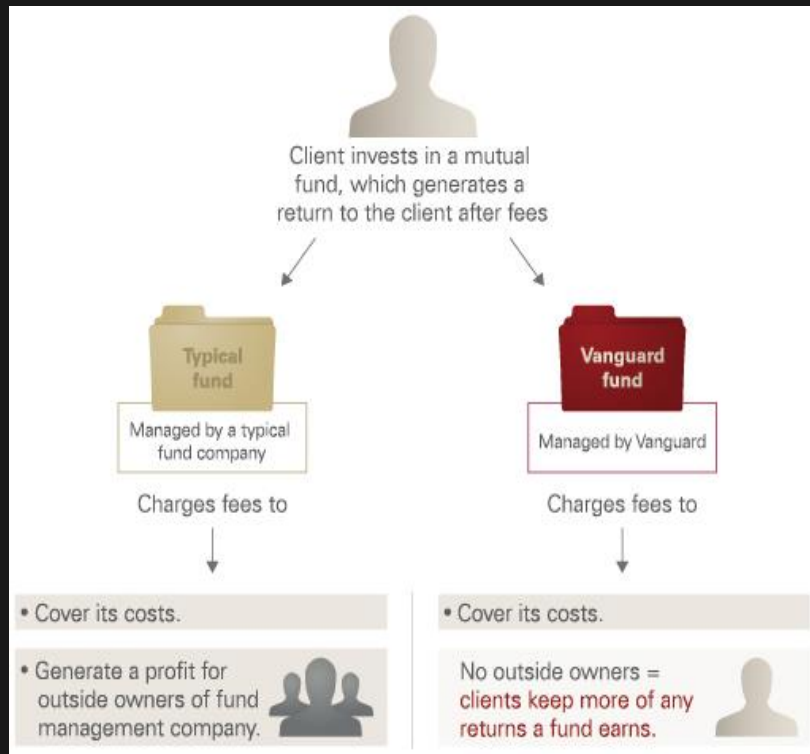 Client invests in a mutual
fund, which generates a
return to the client after fees
Typical
fund
Managed by a typical
fund company
Charges fees to
• Cover its costs.
• Generate a profit for
outside owners of fund
management company.
Vanguard
fund
Managed by Vanguard
Charges fees to
• Cover its costs.
No outside owners =
clients keep more of any
returns a fund earns.